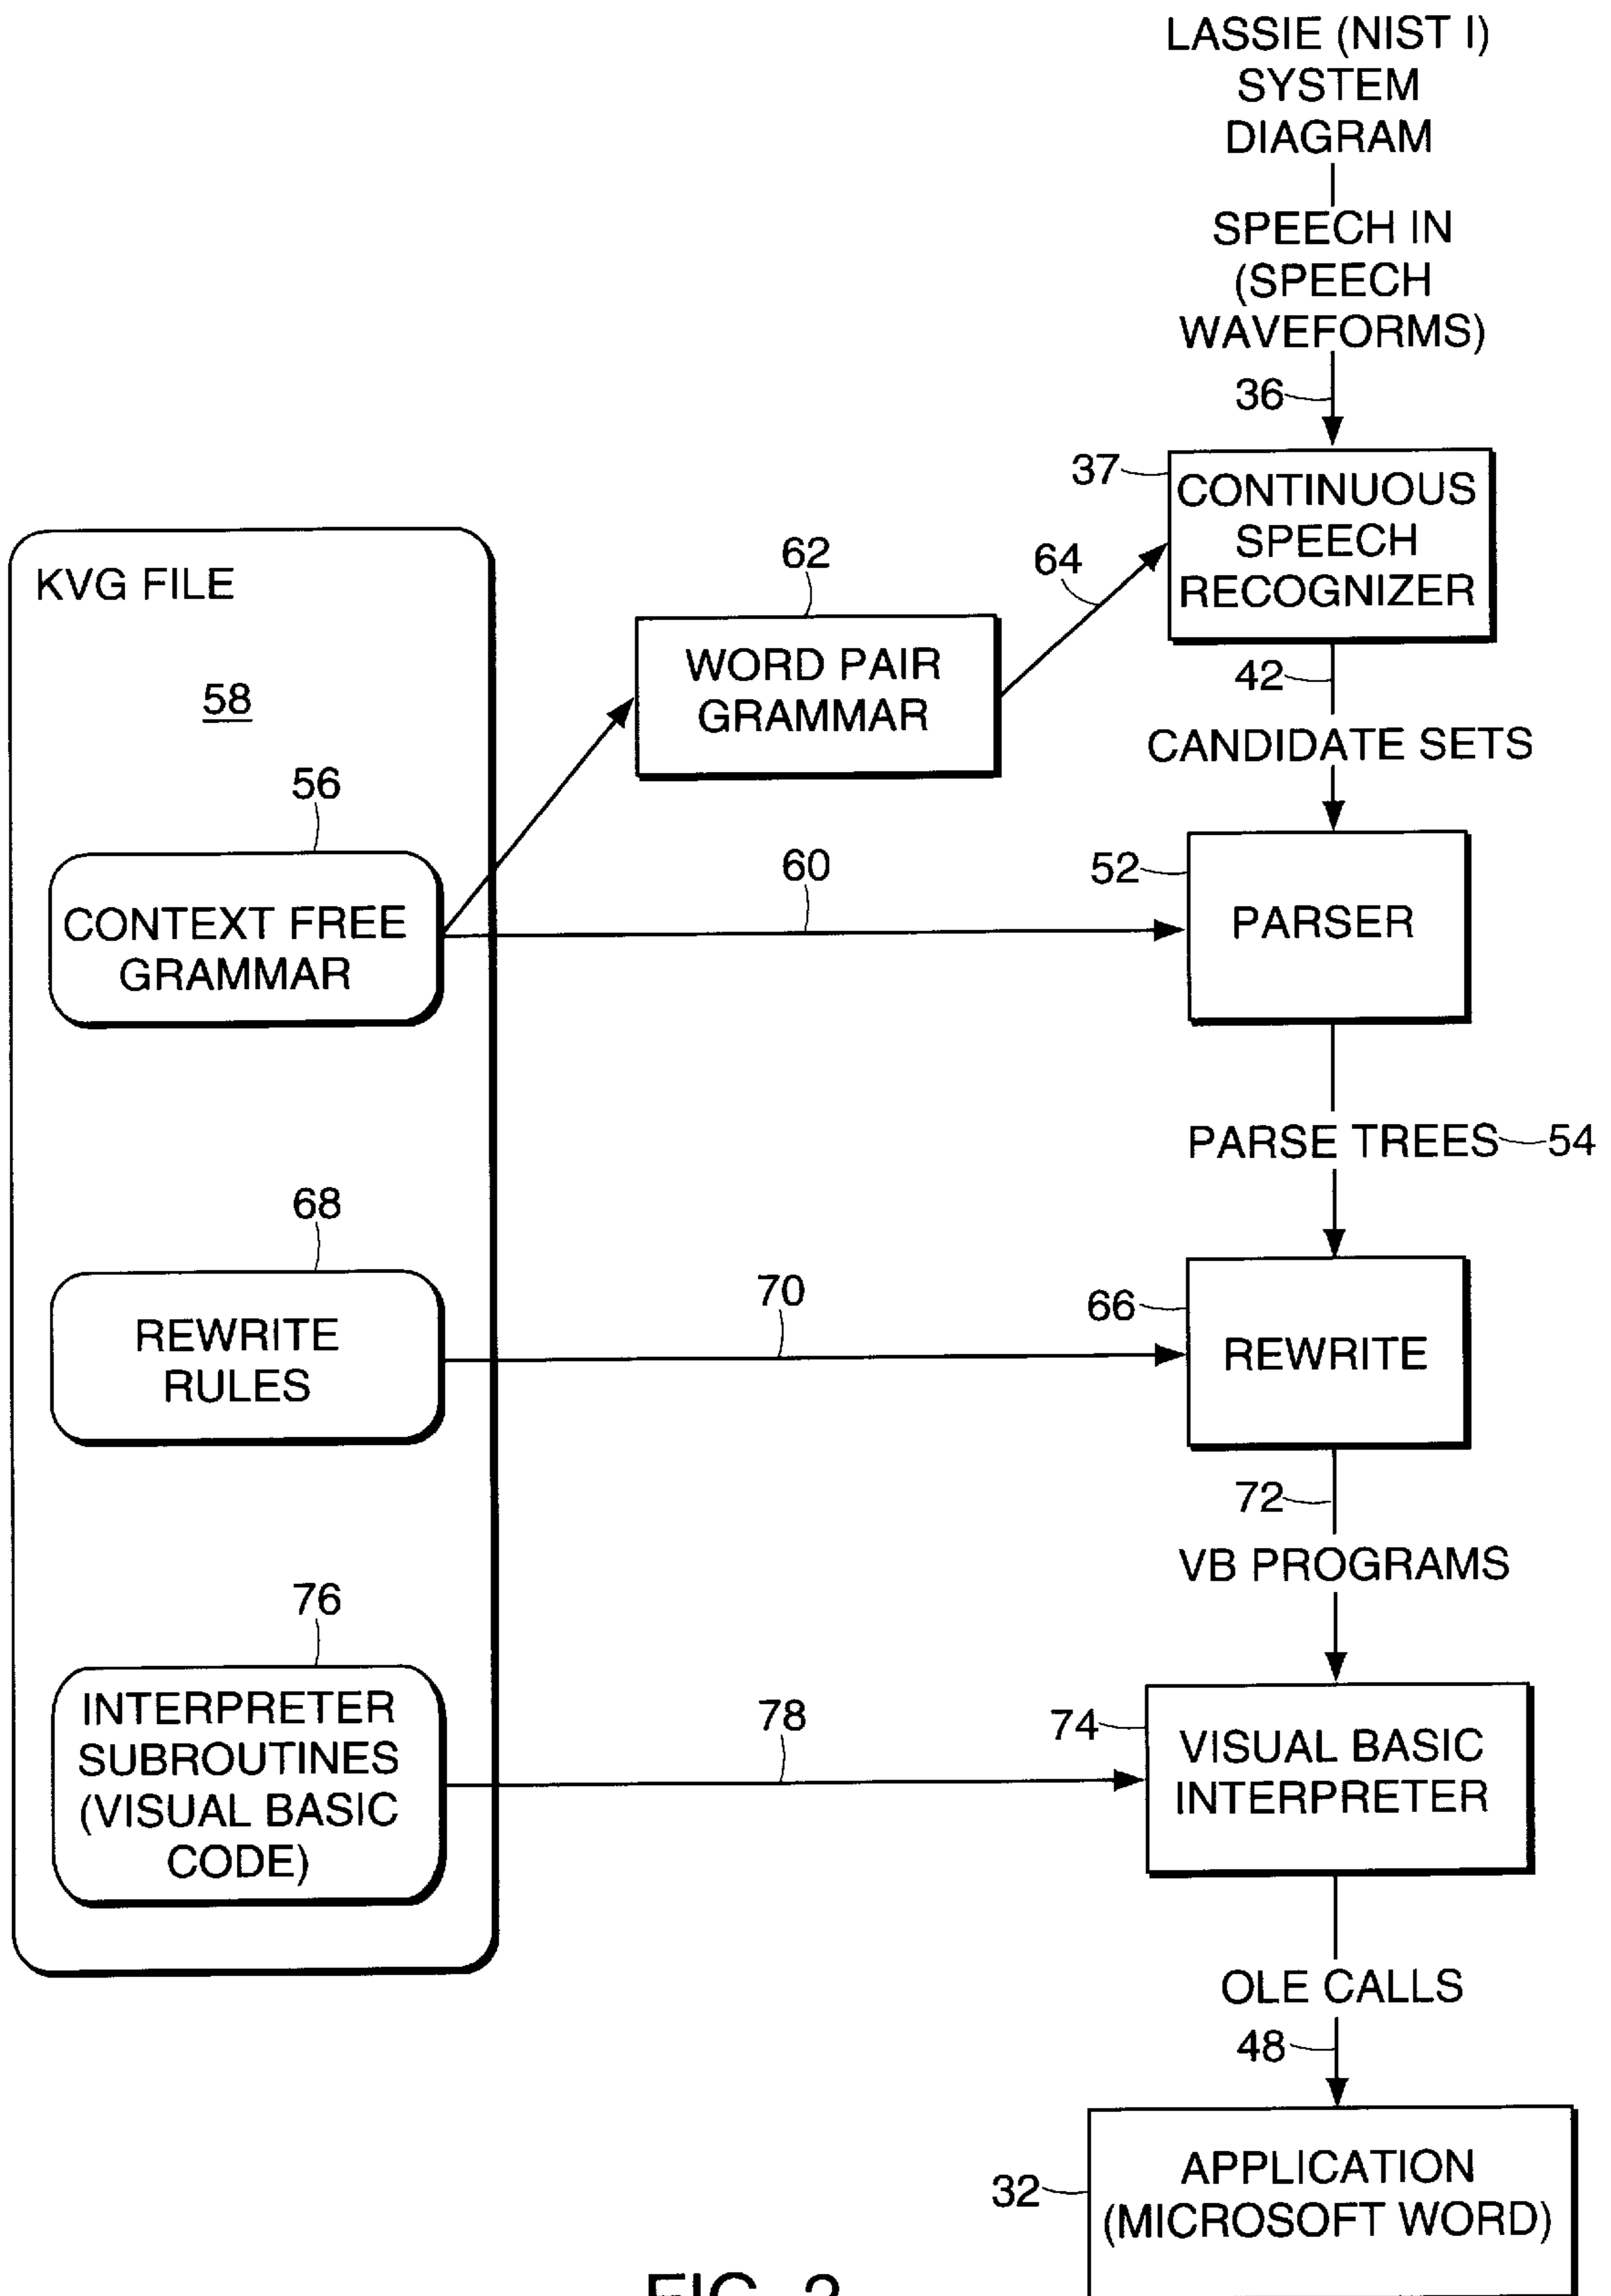 LASSIE (NIST I)
SYSTEM
DIAGRAM
SPEECH IN
(SPEECH
WAVEFORMS)
36
37
CONTINUOUS
SPEECH
RECOGNIZER
64
62
WORD PAIR
GRAMMAR
KVG FILE
58
42
CANDIDATE SETS
56
CONTEXT FREE
GRAMMAR
60
52
PARSER
PARSE TREES
54
68
REWRITE
RULES
70
66
REWRITE
72
VB PROGRAMS
76
INTERPRETER
SUBROUTINES
(VISUAL BASIC
CODE)
78
74
VISUAL BASIC
INTERPRETER
OLE CALLS
48
32
APPLICATION
(MICROSOFT WORD)
FIG. 2